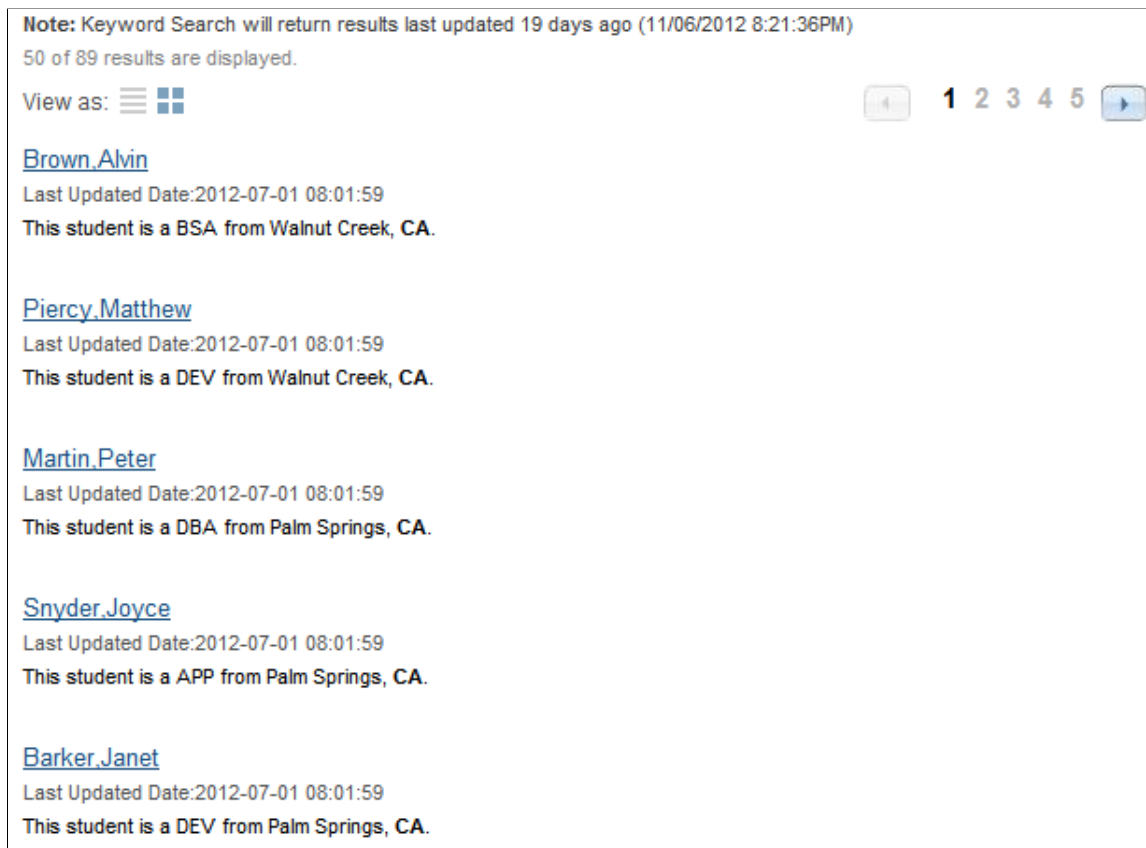 Note: Keyword Search will return results last updated 19 days ago (11/06/2012 8:21:36PM)
50 of 89 results are displayed.
View as: 1 2 3 4 5
Brown,Alvin
Last Updated Date:2012-07-01 08:01:59
This student is a BSA from Walnut Creek, CA.
Piercy,Matthew
Last Updated Date:2012-07-01 08:01:59
This student is a DEV from Walnut Creek, CA.
Martin,Peter
Last Updated Date:2012-07-01 08:01:59
This student is a DBA from Palm Springs, CA.
Snyder,Joyce
Last Updated Date:2012-07-01 08:01:59
This student is a APP from Palm Springs, CA.
Barker,Janet
Last Updated Date:2012-07-01 08:01:59
This student is a DEV from Palm Springs, CA.